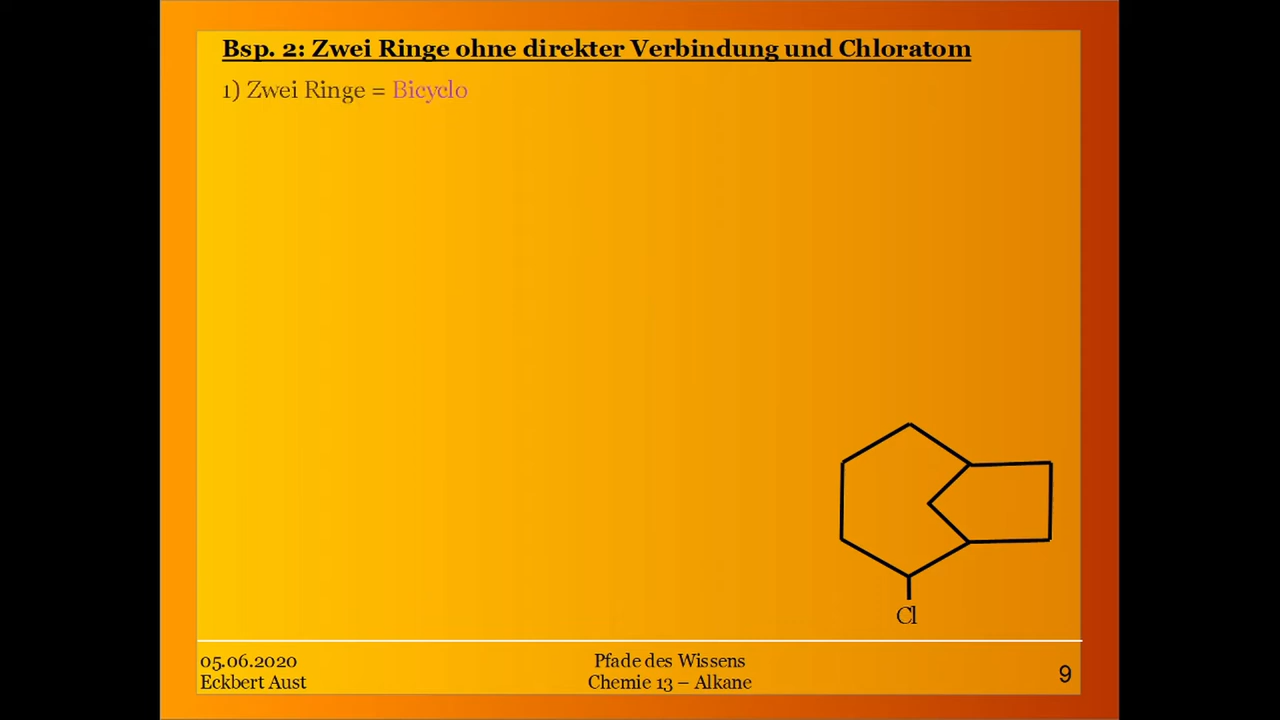 Bsp. 2: Zwei Ringe ohne direkter Verbindung und Chloratom
1) Zwei Ringe = Bicyclo
Cl
05.06.2020
Eckbert Aust
Pfade des Wissens
Chemie 13 – Alkane
9